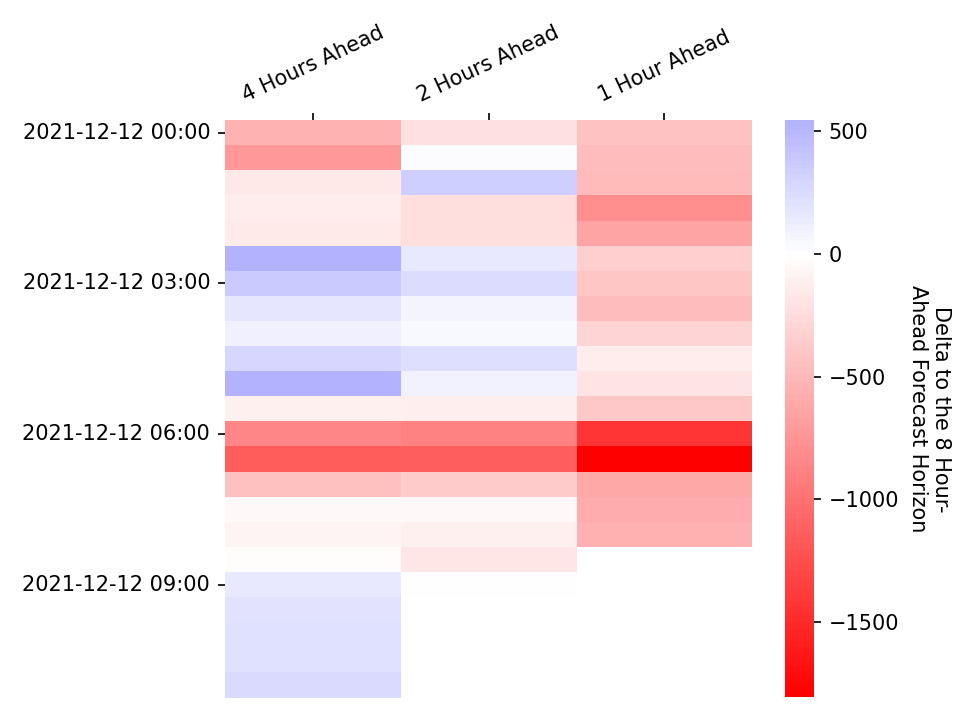 4 Hours Ahead
2 Hours Ahead
1 Hour Ahead
2021-12-12 00:00
2021-12-12 03:00
2021-12-12 06:00
2021-12-12 09:00
500
0
−500
−1000
−1500
Delta to the 8 Hour-
Ahead Forecast Horizon